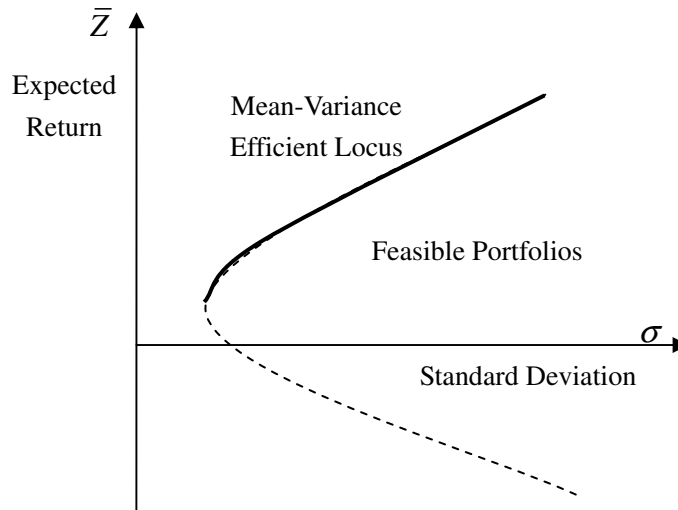 Z̄
Expected
Return
Mean-Variance
Efficient Locus
Feasible Portfolios
σ
Standard Deviation